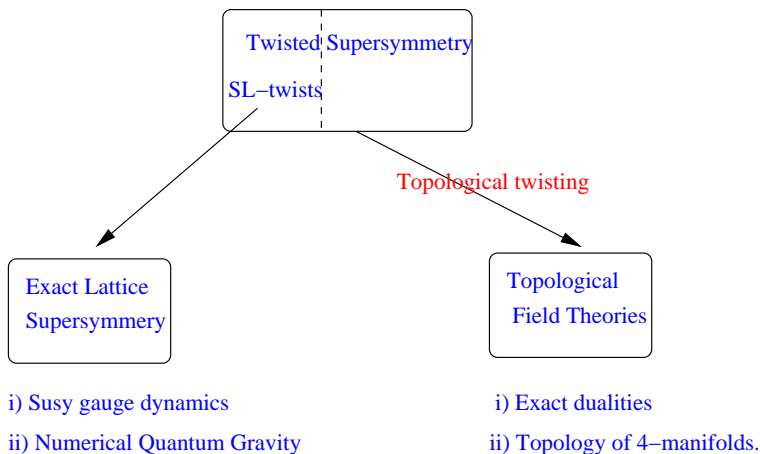 Twisted Supersymmetry
SL−twists
Topological twisting
Exact Lattice
Supersymmery
Topological
Field Theories
i) Susy gauge dynamics
ii) Numerical Quantum Gravity
i) Exact dualities
ii) Topology of 4−manifolds.